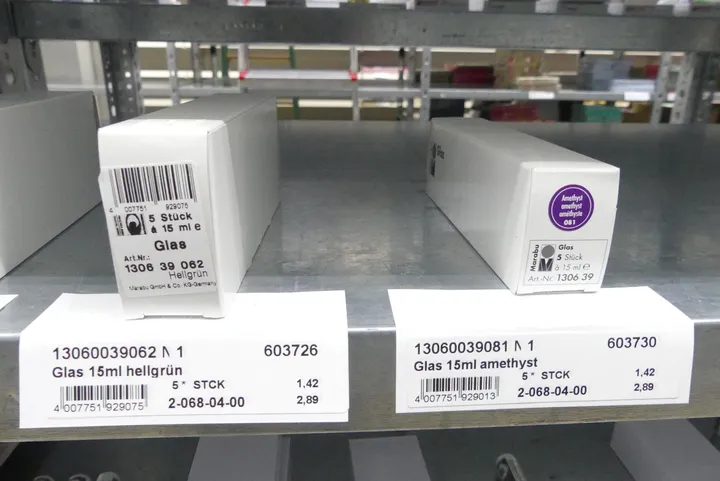 4 007751 929075
5 Stück
à 15 ml e
Glas
Art.Nr.:
1306 39 062
Hellgrün
Marabu GmbH & Co. KG-Germany
Amethyst
amethyst
améthyste
081
Marabu
Glas
5 Stück
à 15 ml e
Art.-Nr. 1306 39
13060039062 N 1 603726
Glas 15ml hellgrün
5 * STCK 1,42
4 007751 929075 2-068-04-00 2,89
13060039081 N 1 603730
Glas 15ml amethyst
5 * STCK 1,42
4 007751 929013 2-068-04-00 2,89